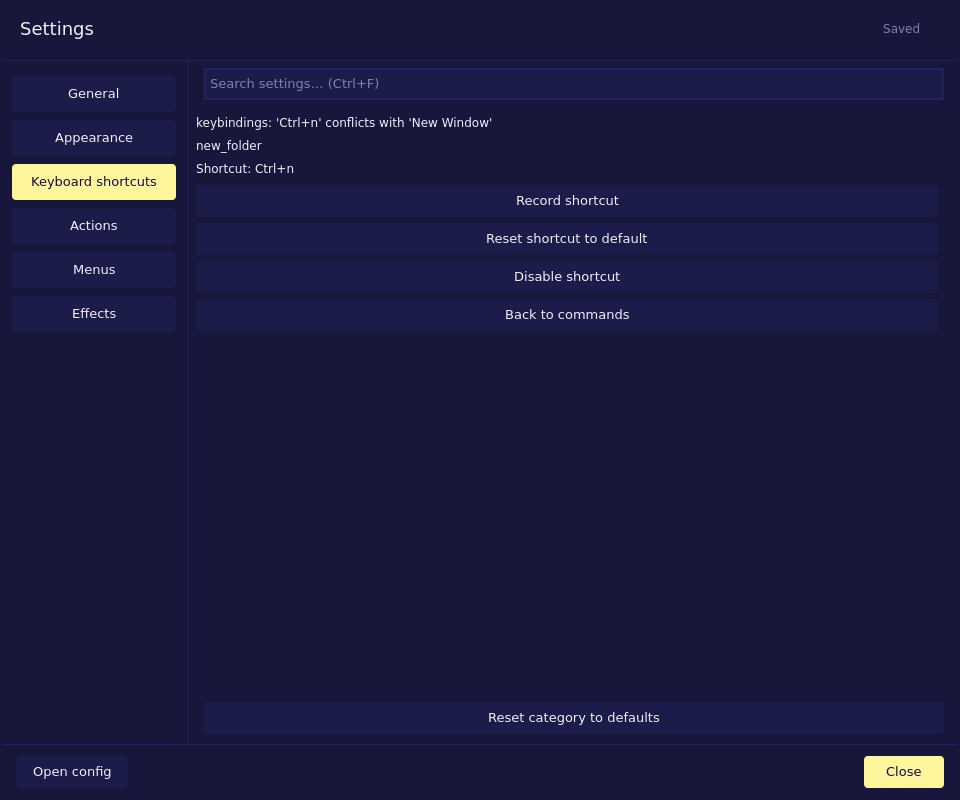 Settings
Saved
General
Appearance
Keyboard shortcuts
Actions
Menus
Effects
Search settings... (Ctrl+F)
keybindings: 'Ctrl+n' conflicts with 'New Window'
new_folder
Shortcut: Ctrl+n
Record shortcut
Reset shortcut to default
Disable shortcut
Back to commands
Reset category to defaults
Open config
Close